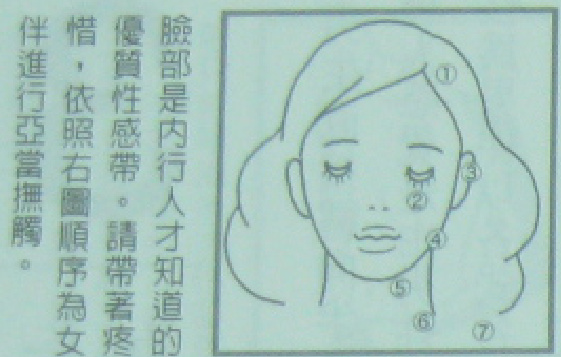 臉部是內行人才知道的
優質性感帶。請帶著疼
惜，依照右圖順序為女
伴進行亞當撫觸。
①
②
③
④
⑤
⑥
⑦